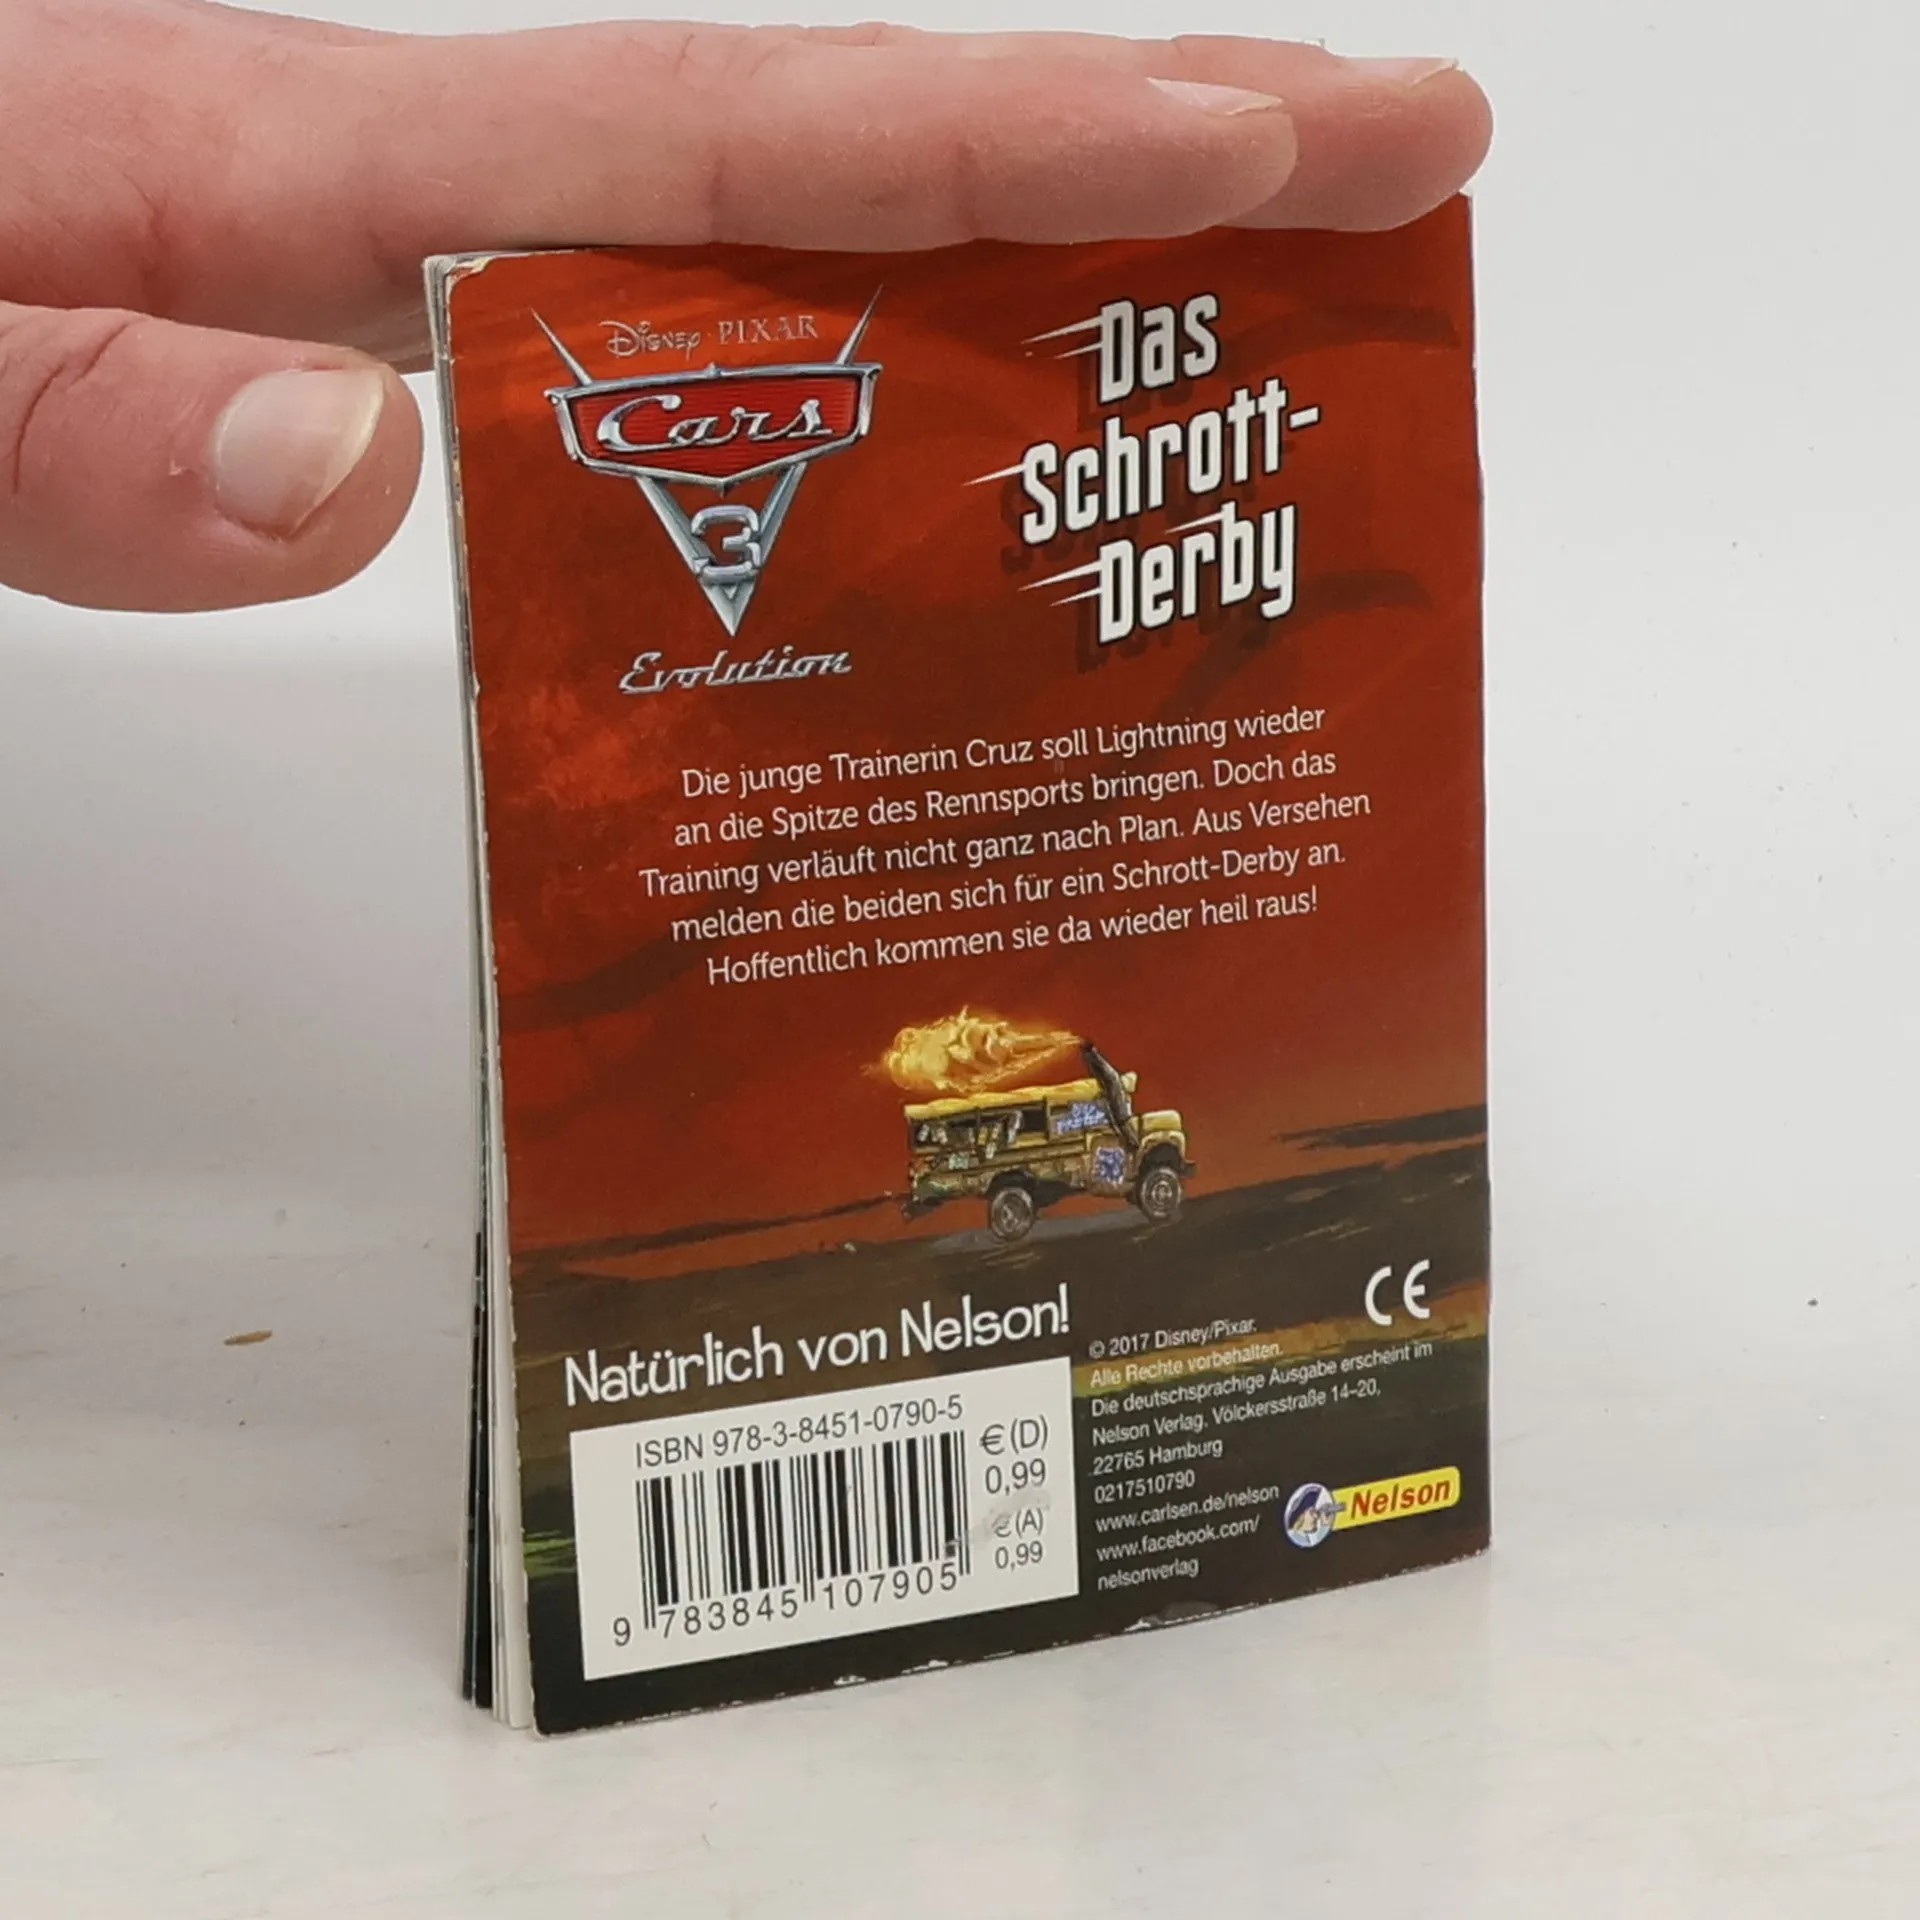 Disney·PIXAR
Cars
3
Evolution
Das
Schrott-
Derby
Die junge Trainerin Cruz soll Lightning wieder
an die Spitze des Rennsports bringen. Doch das
Training verläuft nicht ganz nach Plan. Aus Versehen
melden die beiden sich für ein Schrott-Derby an.
Hoffentlich kommen sie da wieder heil raus!
Natürlich von Nelson!
ISBN 978-3-8451-0790-5
€ (D)
0,99
€ (A)
0,99
9 783845 107905
CE
© 2017 Disney/Pixar.
Alle Rechte vorbehalten.
Die deutschsprachige Ausgabe erscheint im
Nelson Verlag, Völckersstraße 14–20,
22765 Hamburg
0217510790
www.carlsen.de/nelson
www.facebook.com/
nelsonverlag
Nelson